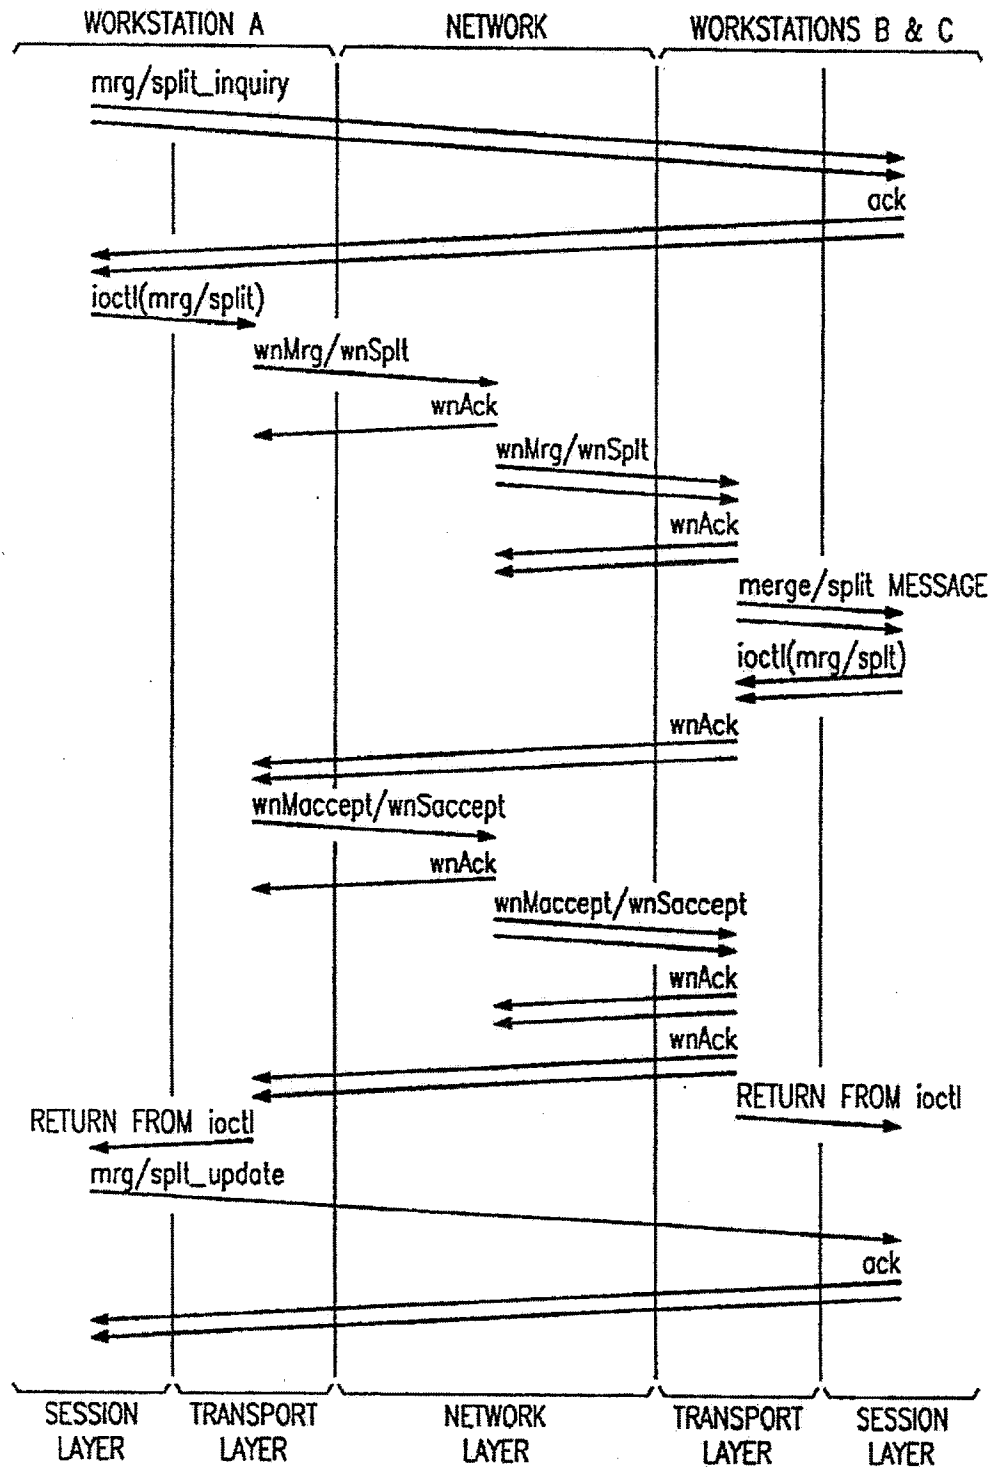 WORKSTATION A
NETWORK
WORKSTATIONS B & C
mrg/split_inquiry
ack
ioctl(mrg/split)
wnMrg/wnSplt
wnAck
wnMrg/wnSplt
wnAck
merge/split MESSAGE
ioctl(mrg/splt)
wnAck
wnMaccept/wnSaccept
wnAck
wnMaccept/wnSaccept
wnAck
wnAck
RETURN FROM ioctl
RETURN FROM ioctl
mrg/splt_update
ack
SESSION
LAYER
TRANSPORT
LAYER
NETWORK
LAYER
TRANSPORT
LAYER
SESSION
LAYER